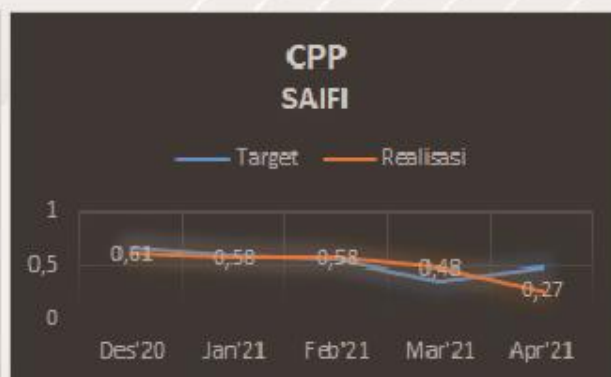 CPP
SAIFI
Target Realisasi
1
0,5
0
0,61 0,58 0,58 0,48 0,27
Des'20 Jan'21 Feb'21 Mar'21 Apr'21